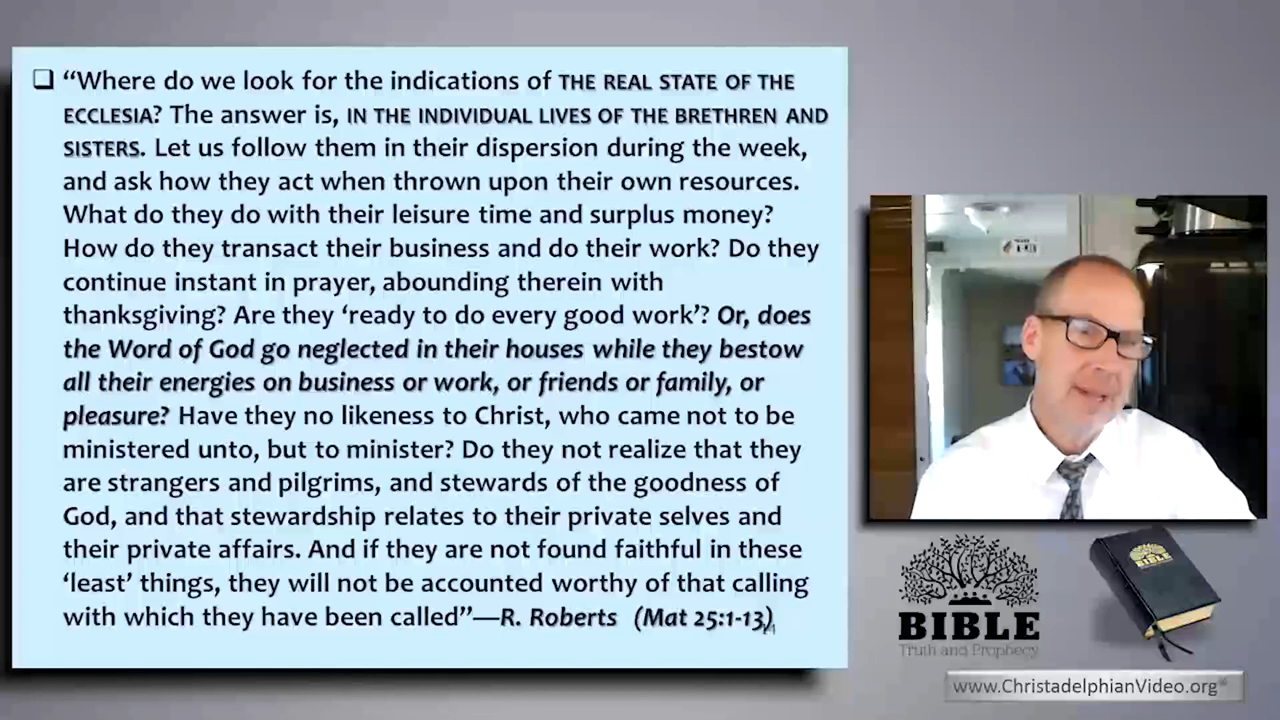 ❑ “Where do we look for the indications of THE REAL STATE OF THE
ECCLESIA? The answer is, IN THE INDIVIDUAL LIVES OF THE BRETHREN AND
SISTERS. Let us follow them in their dispersion during the week,
and ask how they act when thrown upon their own resources.
What do they do with their leisure time and surplus money?
How do they transact their business and do their work? Do they
continue instant in prayer, abounding therein with
thanksgiving? Are they ‘ready to do every good work’? Or, does
the Word of God go neglected in their houses while they bestow
all their energies on business or work, or friends or family, or
pleasure? Have they no likeness to Christ, who came not to be
ministered unto, but to minister? Do they not realize that they
are strangers and pilgrims, and stewards of the goodness of
God, and that stewardship relates to their private selves and
their private affairs. And if they are not found faithful in these
‘least’ things, they will not be accounted worthy of that calling
with which they have been called”—R. Roberts (Mat 25:1-13)
BIBLE
Truth and Prophecy
BIBLE
www.ChristadelphianVideo.org